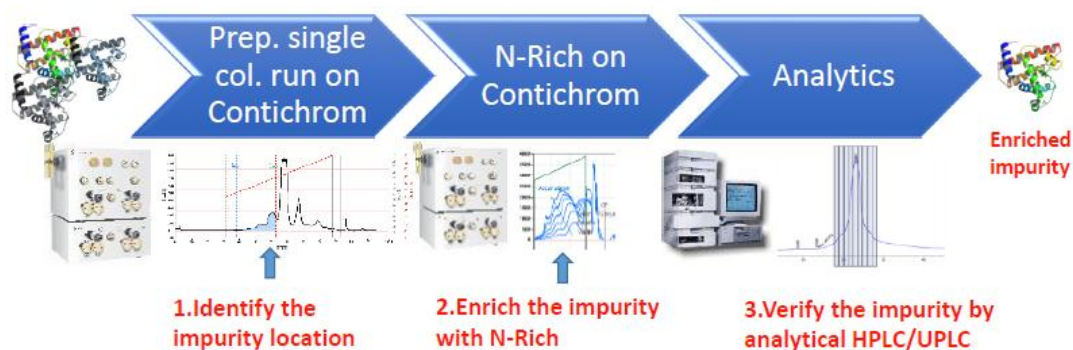 Prep. single
col. run on
Contichrom
N-Rich on
Contichrom
Analytics
Enriched
impurity
1.Identify the
impurity location
2.Enrich the impurity
with N-Rich
3.Verify the impurity by
analytical HPLC/UPLC